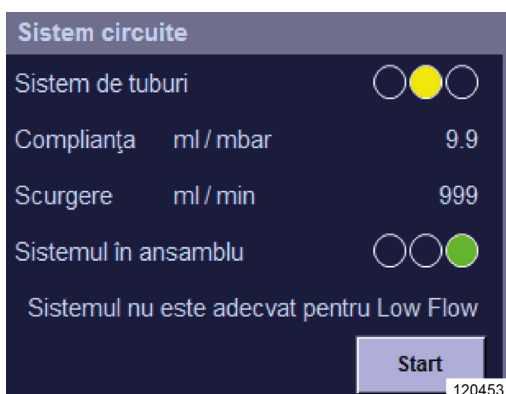 Sistem circuite
Sistem de tuburi
Complianţa ml / mbar 9.9
Scurgere ml / min 999
Sistemul în ansamblu
Sistemul nu este adecvat pentru Low Flow
Start
120453